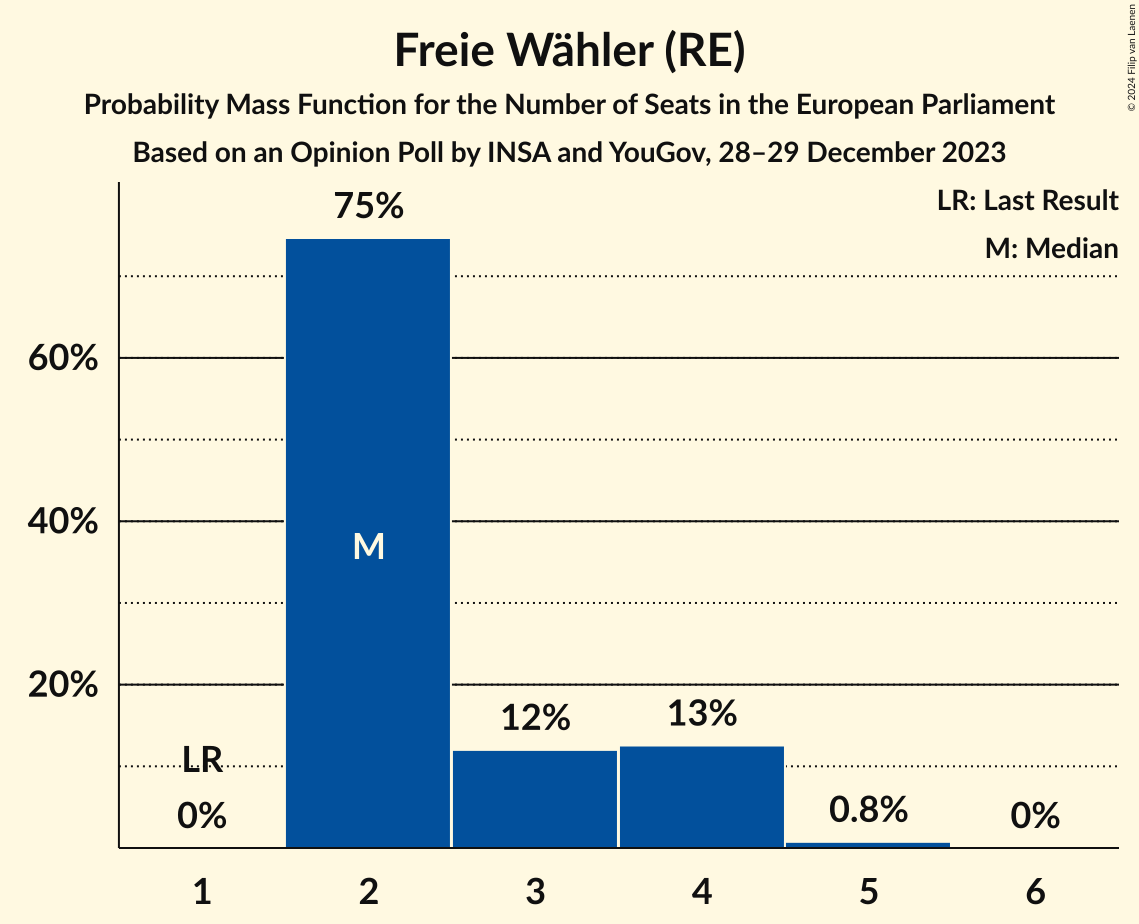 Freie Wähler (RE)
Probability Mass Function for the Number of Seats in the European Parliament
Based on an Opinion Poll by INSA and YouGov, 28–29 December 2023
© 2024 Filip van Laenen
LR: Last Result
M: Median
75%
60%
40%
M
20%
12%
13%
LR
0%
0.8%
0%
1 2 3 4 5 6